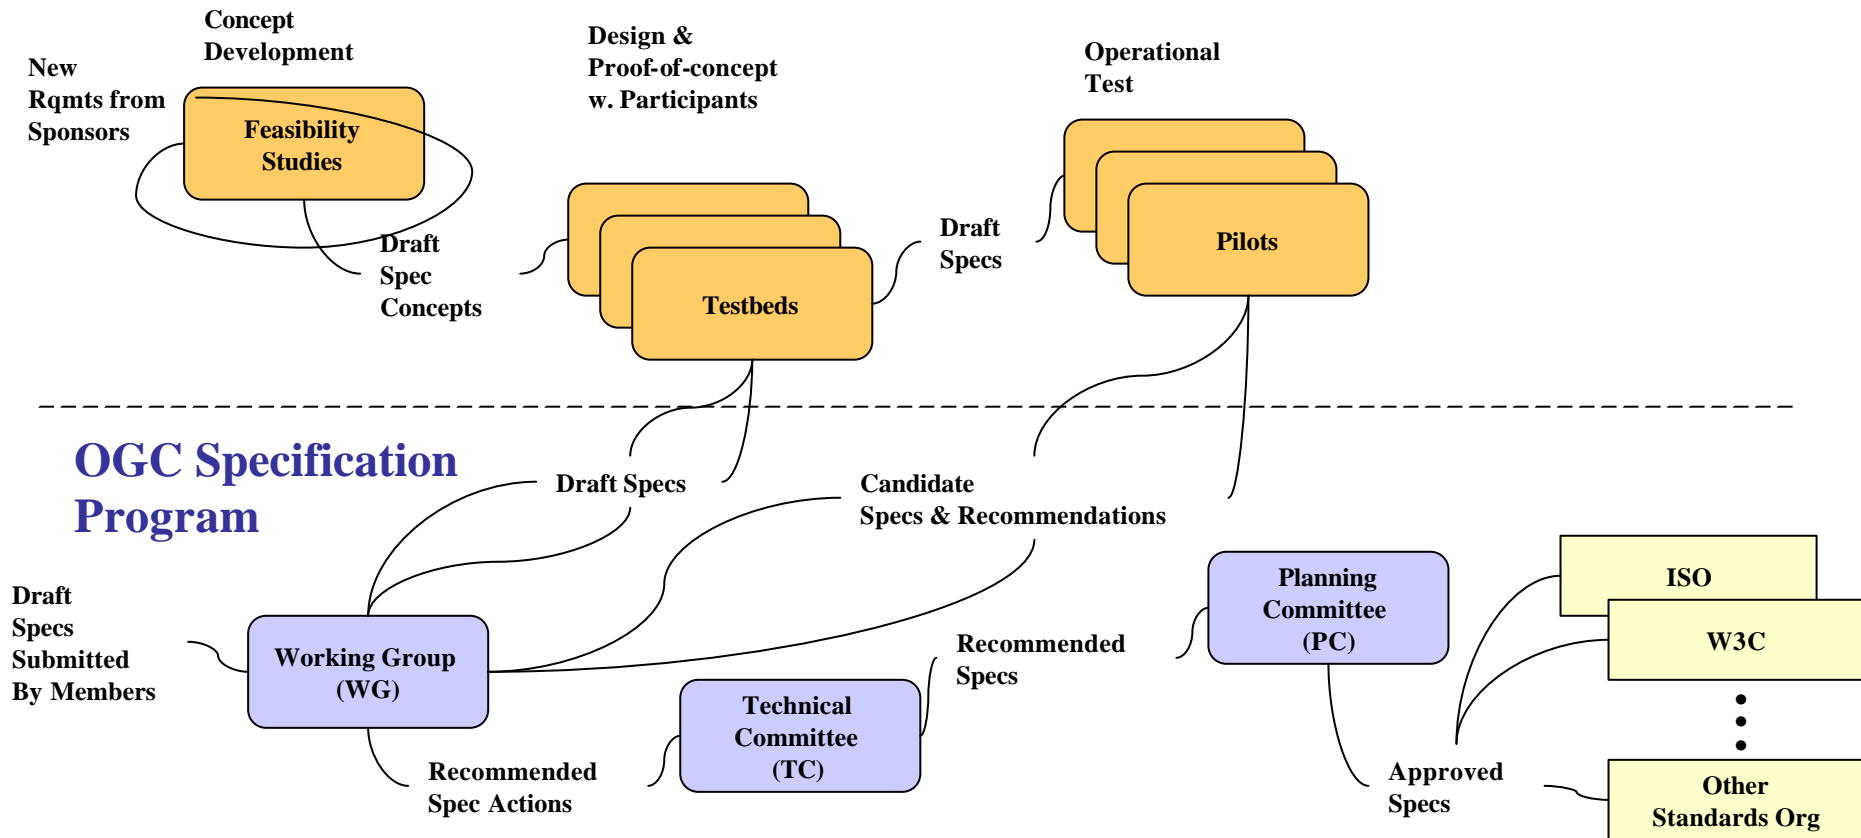 Concept
Development
New
Rqmts from
Sponsors
Feasibility
Studies
Design &
Proof-of-concept
w. Participants
Operational
Test
Draft
Spec
Concepts
Testbeds
Draft
Specs
Pilots
OGC Specification
Program
Draft Specs
Candidate
Specs & Recommendations
Draft
Specs
Submitted
By Members
Working Group
(WG)
Recommended
Spec Actions
Technical
Committee
(TC)
Recommended
Specs
Planning
Committee
(PC)
Approved
Specs
ISO
W3C
Other
Standards Org